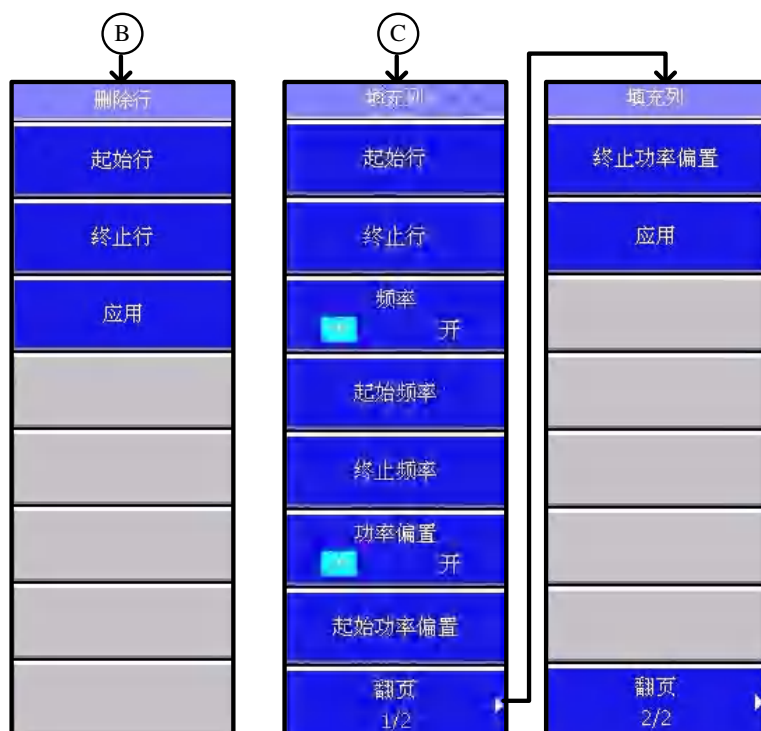 B
删除行
起始行
终止行
应用
C
填充列
起始行
终止行
频率
开
起始频率
终止频率
功率偏置
开
起始功率偏置
翻页
1/2
填充列
终止功率偏置
应用
翻页
2/2